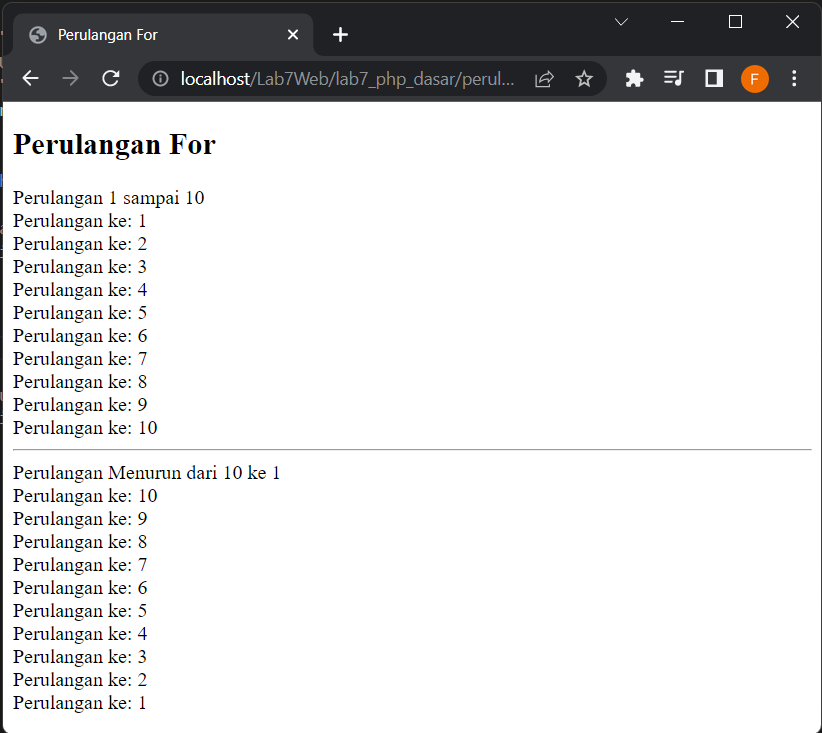 Perulangan For
localhost/Lab7Web/lab7_php_dasar/perul...
F
Perulangan For
Perulangan 1 sampai 10
Perulangan ke: 1
Perulangan ke: 2
Perulangan ke: 3
Perulangan ke: 4
Perulangan ke: 5
Perulangan ke: 6
Perulangan ke: 7
Perulangan ke: 8
Perulangan ke: 9
Perulangan ke: 10
Perulangan Menurun dari 10 ke 1
Perulangan ke: 10
Perulangan ke: 9
Perulangan ke: 8
Perulangan ke: 7
Perulangan ke: 6
Perulangan ke: 5
Perulangan ke: 4
Perulangan ke: 3
Perulangan ke: 2
Perulangan ke: 1